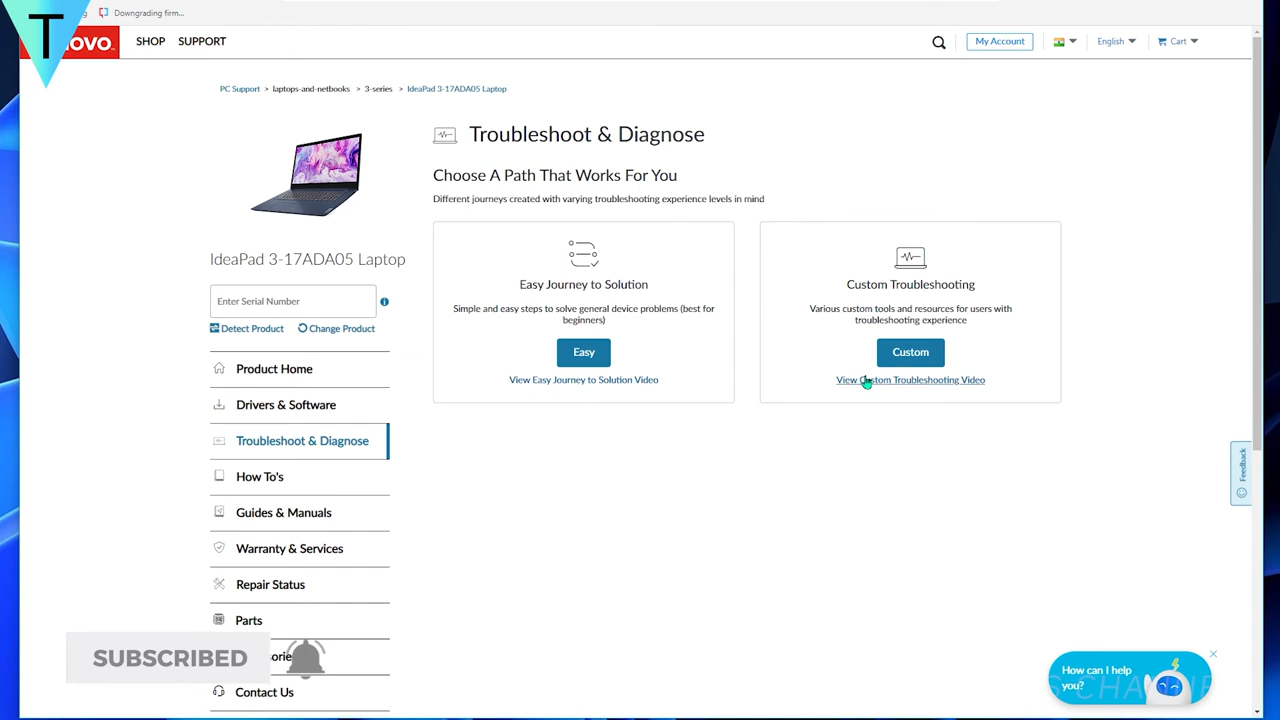 Downgrading firm...
T
ovo
SHOP
SUPPORT
My Account
English
Cart
PC Support > laptops-and-netbooks > 3-series > IdeaPad 3-17ADA05 Laptop
Troubleshoot & Diagnose
Choose A Path That Works For You
Different journeys created with varying troubleshooting experience levels in mind
IdeaPad 3-17ADA05 Laptop
Enter Serial Number
Detect Product
Change Product
Product Home
Drivers & Software
Troubleshoot & Diagnose
How To's
Guides & Manuals
Warranty & Services
Repair Status
Parts
sories
Contact Us
Easy Journey to Solution
Simple and easy steps to solve general device problems (best for
beginners)
Easy
View Easy Journey to Solution Video
Custom Troubleshooting
Various custom tools and resources for users with
troubleshooting experience
Custom
View Custom Troubleshooting Video
Feedback
How can I help
you?
SUBSCRIBED